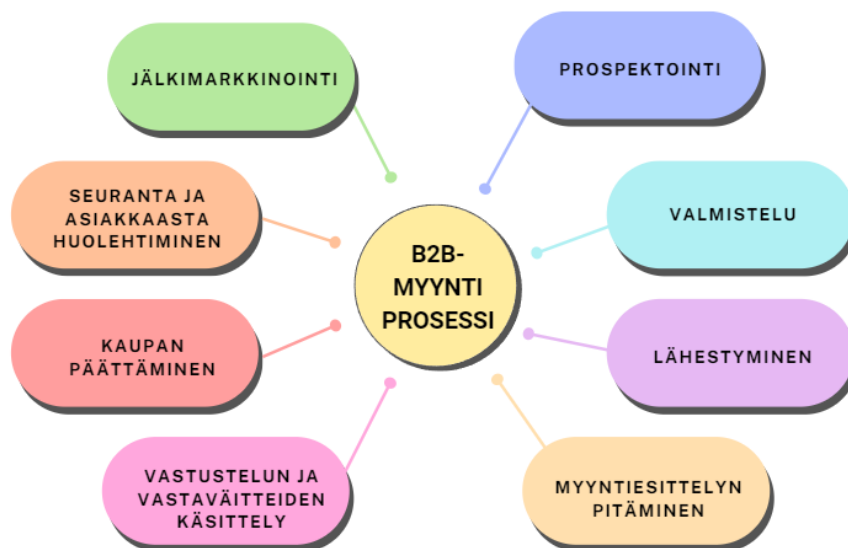 JÄLKIMARKKINOINTI
PROSPEKTOINTI
SEURANTA JA
ASIAKKAASTA
HUOLEHTIMINEN
VALMISTELU
B2B-
MYYNTI
PROSESSI
KAUPAN
PÄÄTTÄMINEN
LÄHESTYMINEN
VASTUSTELUN JA
VASTAVÄITTEIDEN
KÄSITTELY
MYYNTIESITTELYN
PITÄMINEN